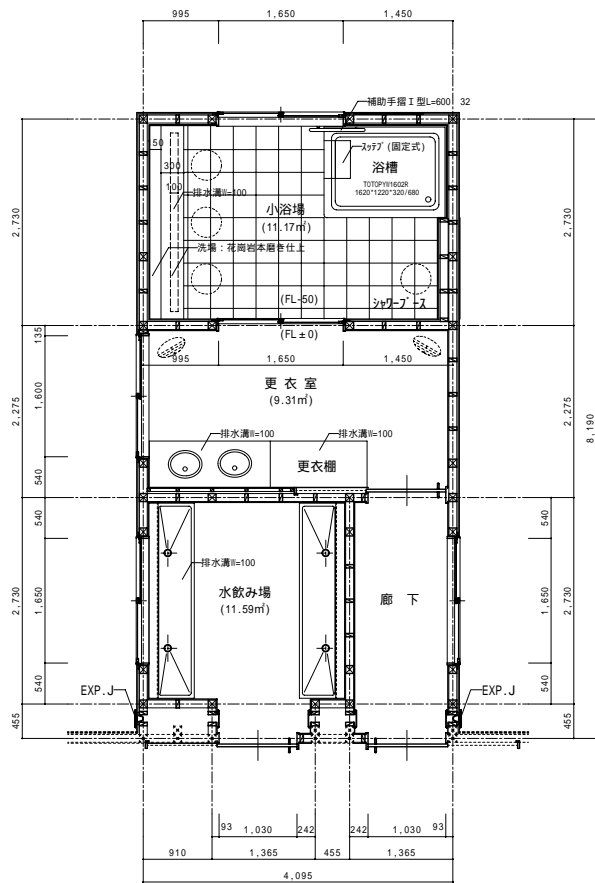 995
1,650
1,450
補助手摺Ⅰ型L=600
32
ｽﾃｯﾌﾟ(固定式)
浴槽
1620*1220*320/680
50
300
100
排水溝W=100
小浴場
(11.17㎡)
洗場：花崗岩本磨き仕上
(FL-50)
ｼｬﾜｰﾌﾞｰｽ
(FL±0)
995
1,650
1,450
更衣室
(9.31㎡)
排水溝W=100
排水溝W=100
更衣棚
排水溝W=100
水飲み場
(11.59㎡)
廊下
EXP.J
EXP.J
2,730
135
2,275
1,600
540
540
2,730
1,650
540
455
2,730
2,275
8,190
540
2,730
1,650
540
455
93
1,030
242
242
1,030
93
910
1,365
455
1,365
4,095